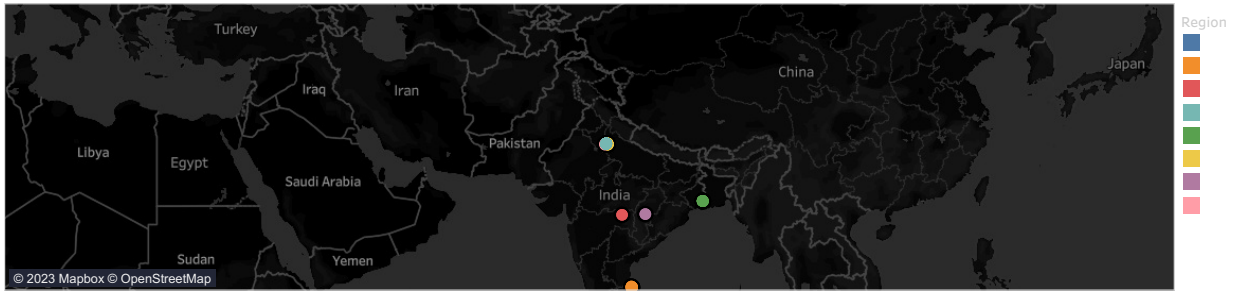 Region
Turkey
Japan
China
Iraq
Iran
Pakistan
Libya
Egypt
Saudi Arabia
India
Sudan
Yemen
© 2023 Mapbox © OpenStreetMap